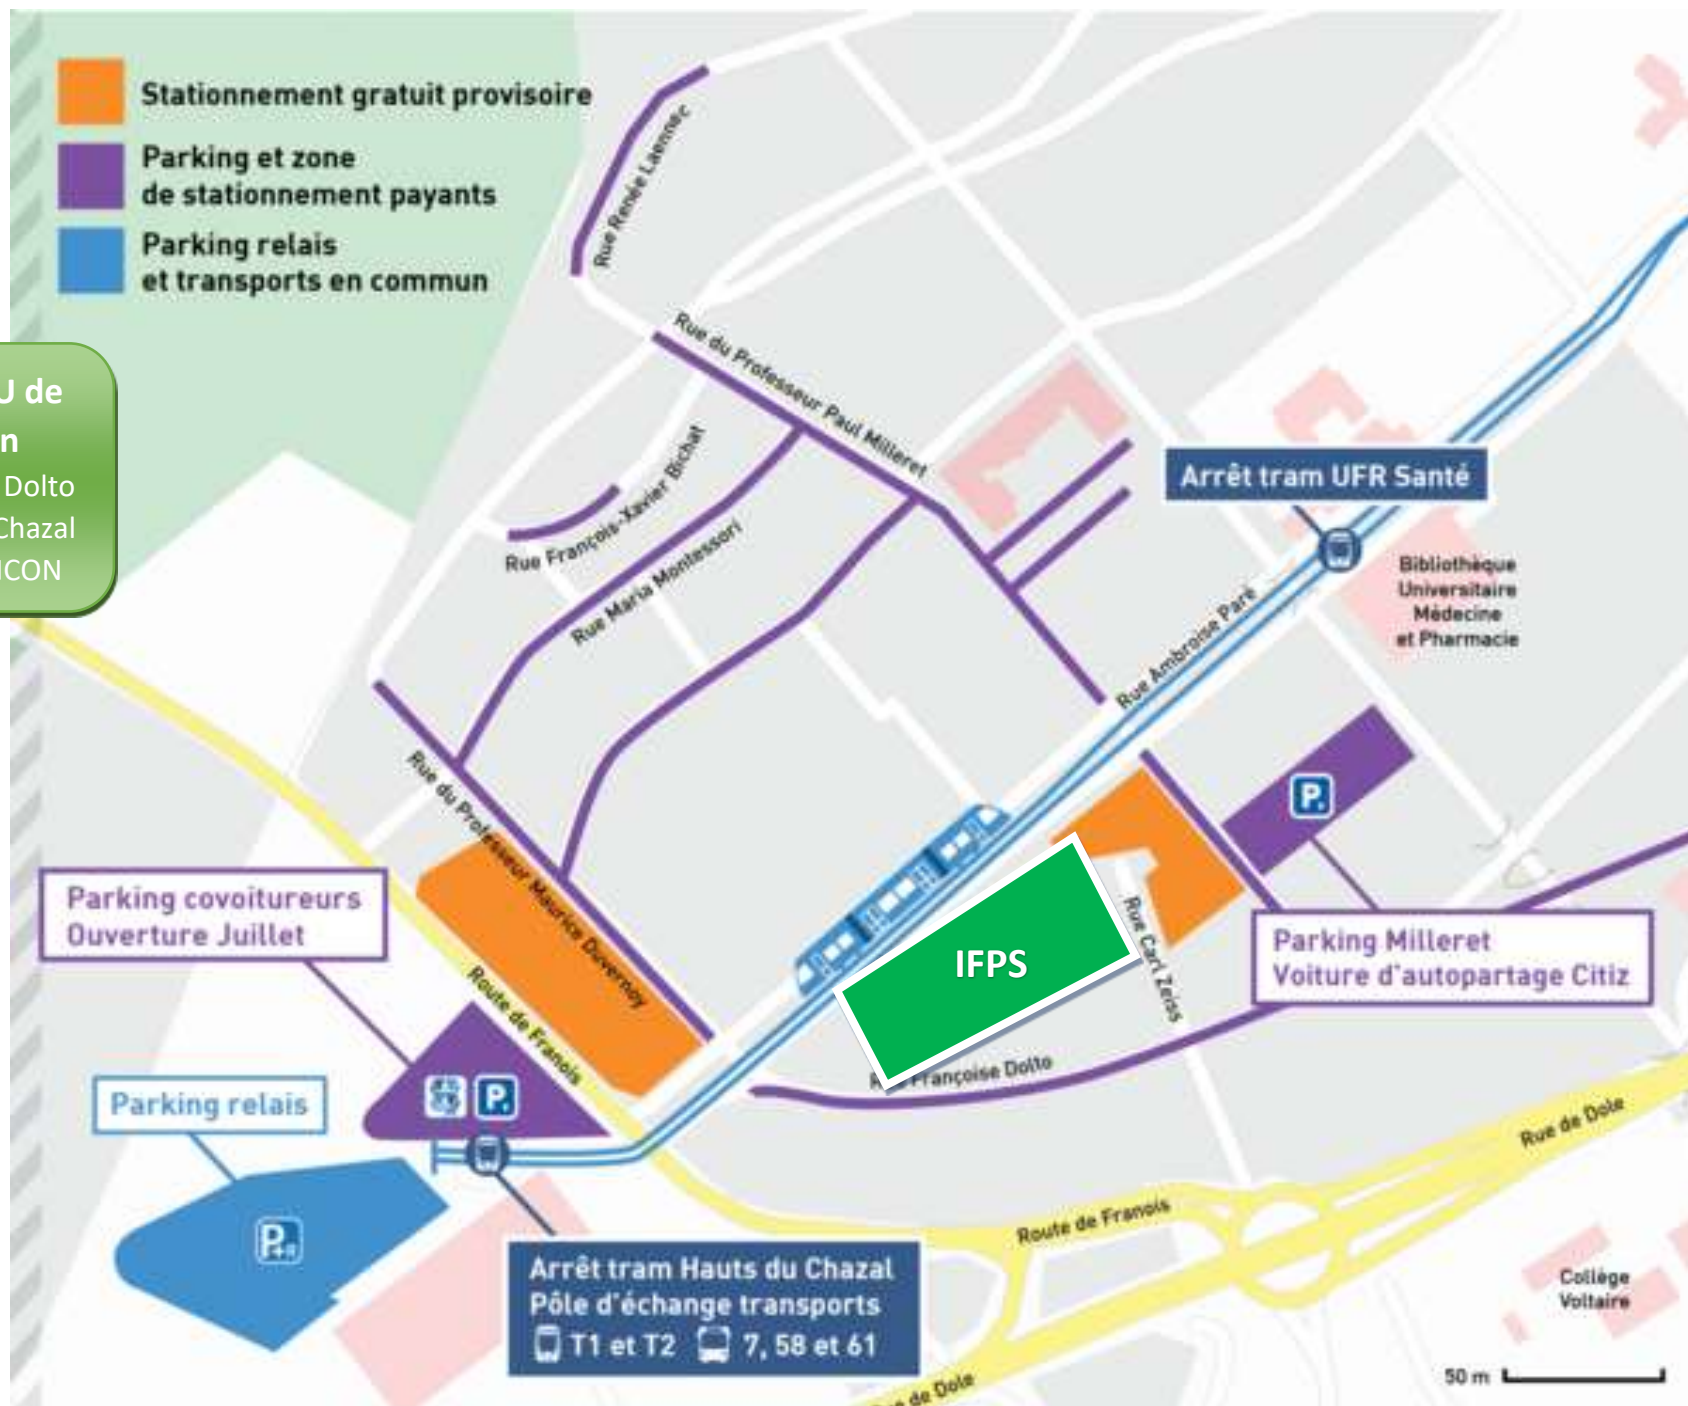 Stationnement gratuit provisoire
Parking et zone
de stationnement payants
Parking relais
et transports en commun
U de
n
Dolto
Chazal
ICON
Rue Renée Laennec
Rue du Professeur Paul Milleret
Rue François-Xavier Bichat
Rue Maria Montessori
Arrêt tram UFR Santé
Bibliothèque
Universitaire
Médecine
et Pharmacie
Rue Ambroise Paré
Rue du Professeur Maurice Duvernoy
P.
Parking covoitureurs
Ouverture Juillet
Route de Franois
IFPS
Rue Carl Zeiss
Parking Milleret
Voiture d'autopartage Citiz
Françoise Dolto
P.
Parking relais
P+
Rue de Dole
Route de Franois
Arrêt tram Hauts du Chazal
Pôle d'échange transports
T1 et T2 7, 58 et 61
Collège
Voltaire
50 m
de Dole